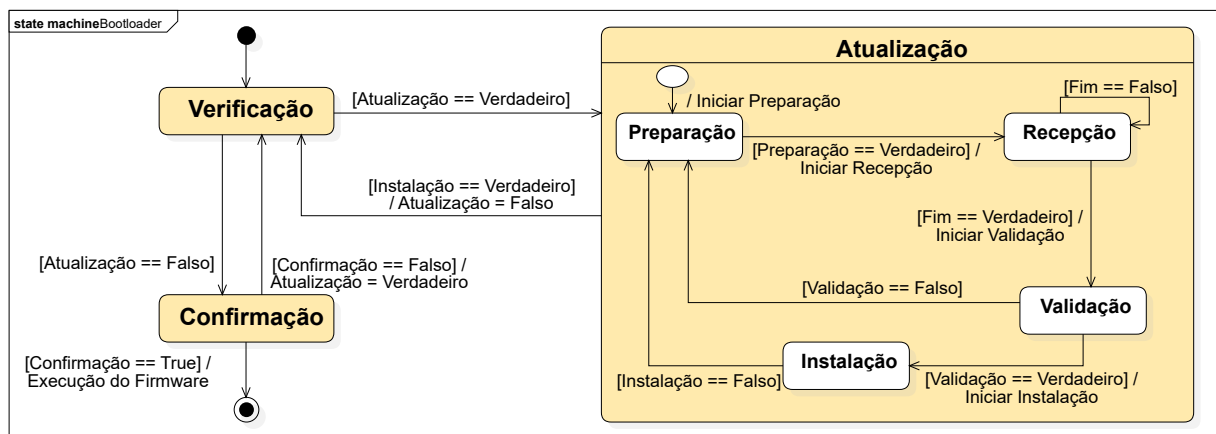 state machineBootloader
Atualização
Verificação
[Atualização == Verdadeiro]
/ Iniciar Preparação
[Fim == Falso]
Preparação
Recepção
[Preparação == Verdadeiro] /
Iniciar Recepção
[Instalação == Verdadeiro]
/ Atualização = Falso
[Fim == Verdadeiro] /
Iniciar Validação
[Atualização == Falso]
[Confirmação == Falso] /
Atualização = Verdadeiro
[Validação == Falso]
Validação
Confirmação
Instalação
[Confirmação == True] /
Execução do Firmware
[Instalação == Falso]
[Validação == Verdadeiro] /
Iniciar Instalação